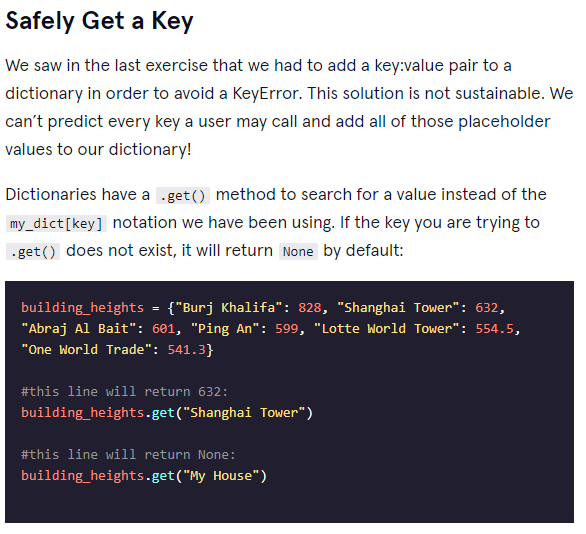 Safely Get a Key
We saw in the last exercise that we had to add a key:value pair to a
dictionary in order to avoid a KeyError. This solution is not sustainable. We
can’t predict every key a user may call and add all of those placeholder
values to our dictionary!
Dictionaries have a .get() method to search for a value instead of the
my_dict[key] notation we have been using. If the key you are trying to
.get() does not exist, it will return None by default:
building_heights = {"Burj Khalifa": 828, "Shanghai Tower": 632,
"Abraj Al Bait": 601, "Ping An": 599, "Lotte World Tower": 554.5,
"One World Trade": 541.3}
#this line will return 632:
building_heights.get("Shanghai Tower")
#this line will return None:
building_heights.get("My House")